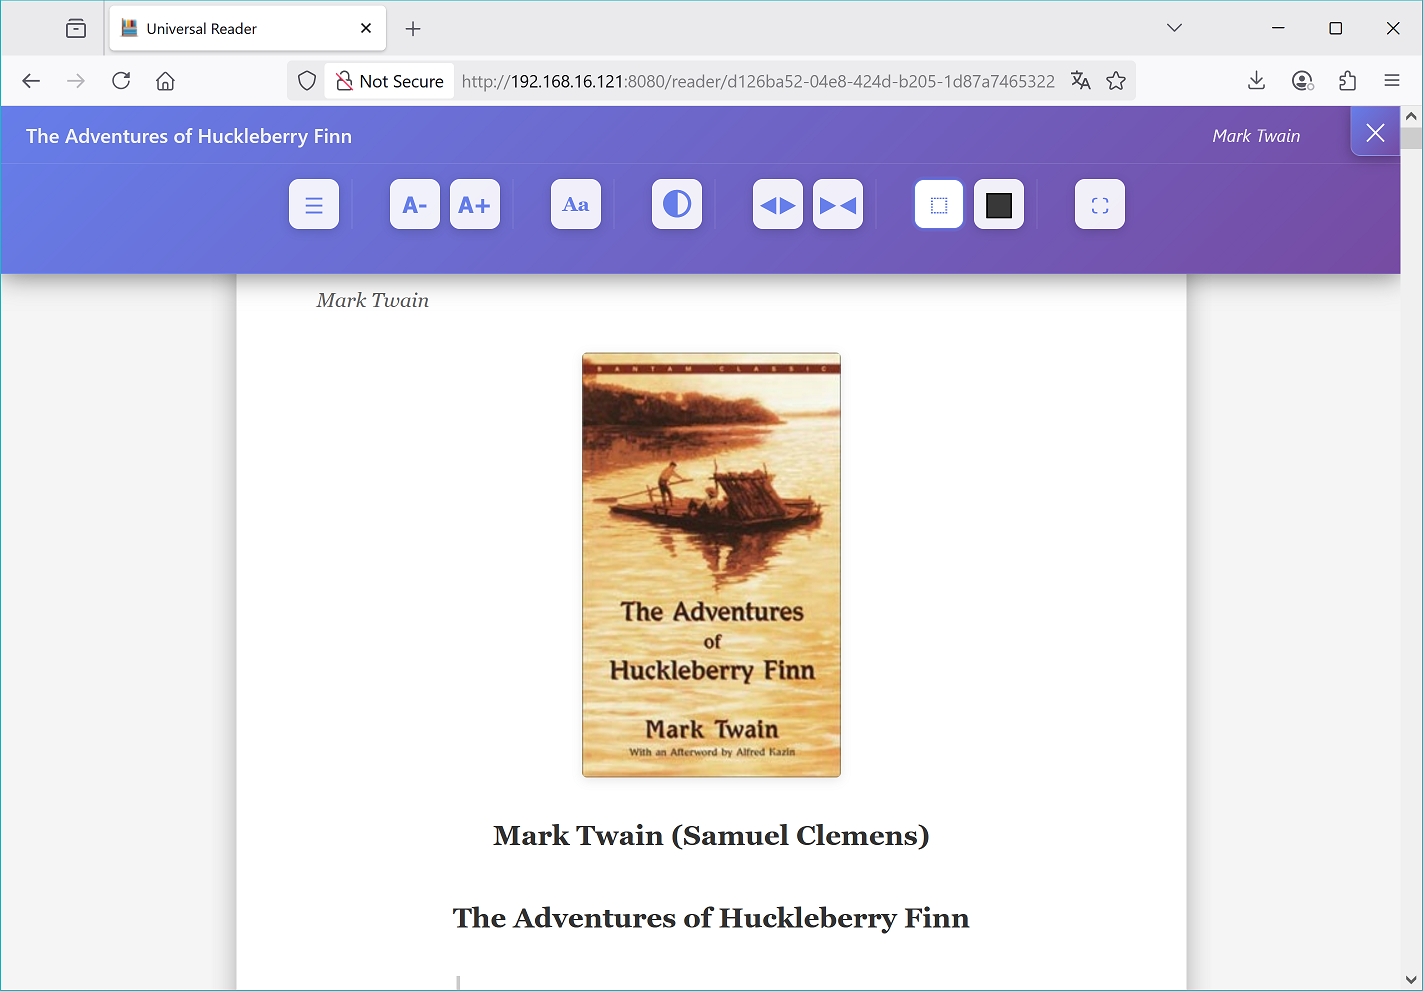 Universal Reader
Not Secure
http://192.168.16.121:8080/reader/d126ba52-04e8-424d-b205-1d87a7465322
The Adventures of Huckleberry Finn
Mark Twain
A-
A+
Aa
Mark Twain
BANTAM CLASSIC
The Adventures
of
Huckleberry Finn
Mark Twain
With an Afterword by Alfred Kazin
Mark Twain (Samuel Clemens)
The Adventures of Huckleberry Finn